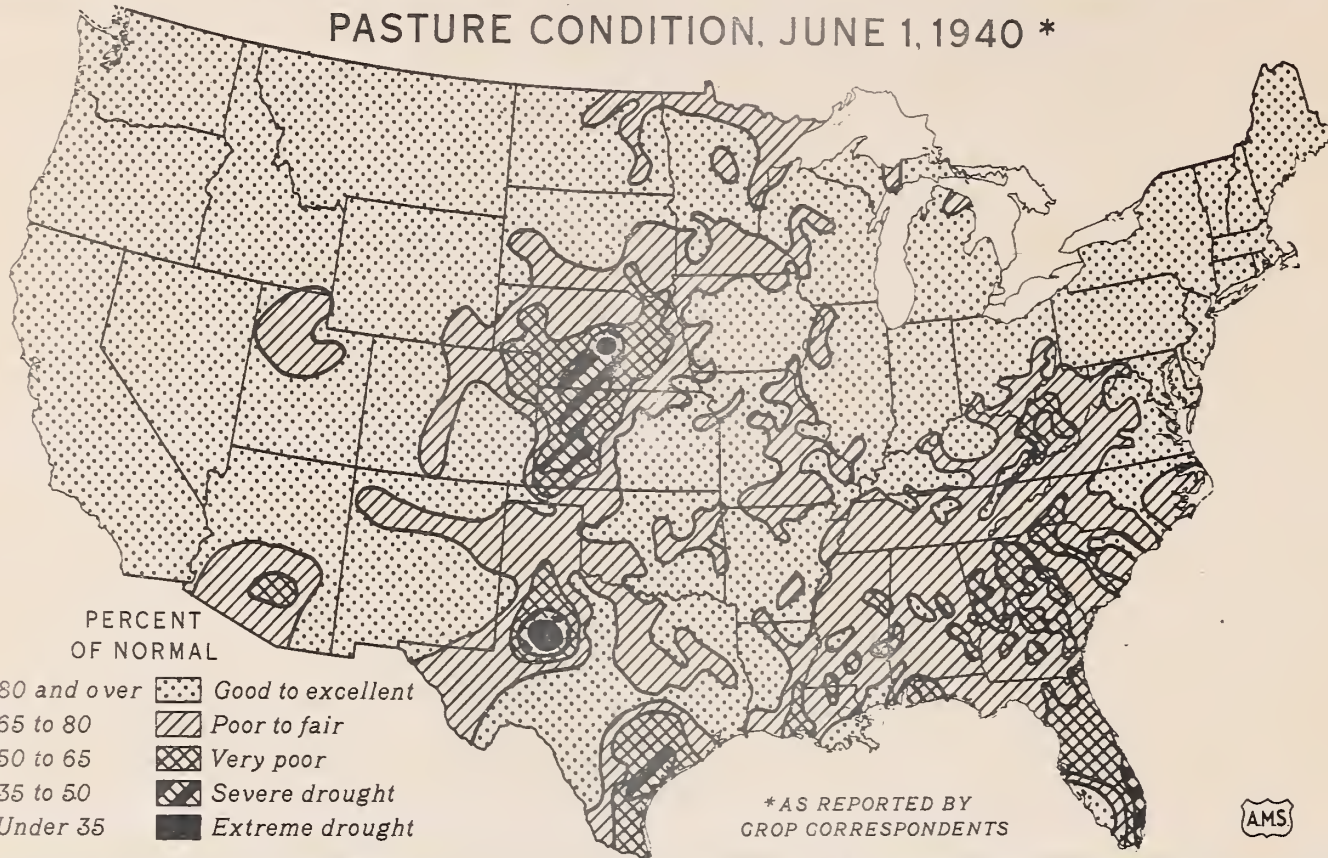 PASTURE CONDITION, JUNE 1, 1940 *
PERCENT
OF NORMAL
80 and over Good to excellent
65 to 80 Poor to fair
50 to 65 Very poor
35 to 50 Severe drought
Under 35 Extreme drought
*AS REPORTED BY
CROP CORRESPONDENTS
A.M.S